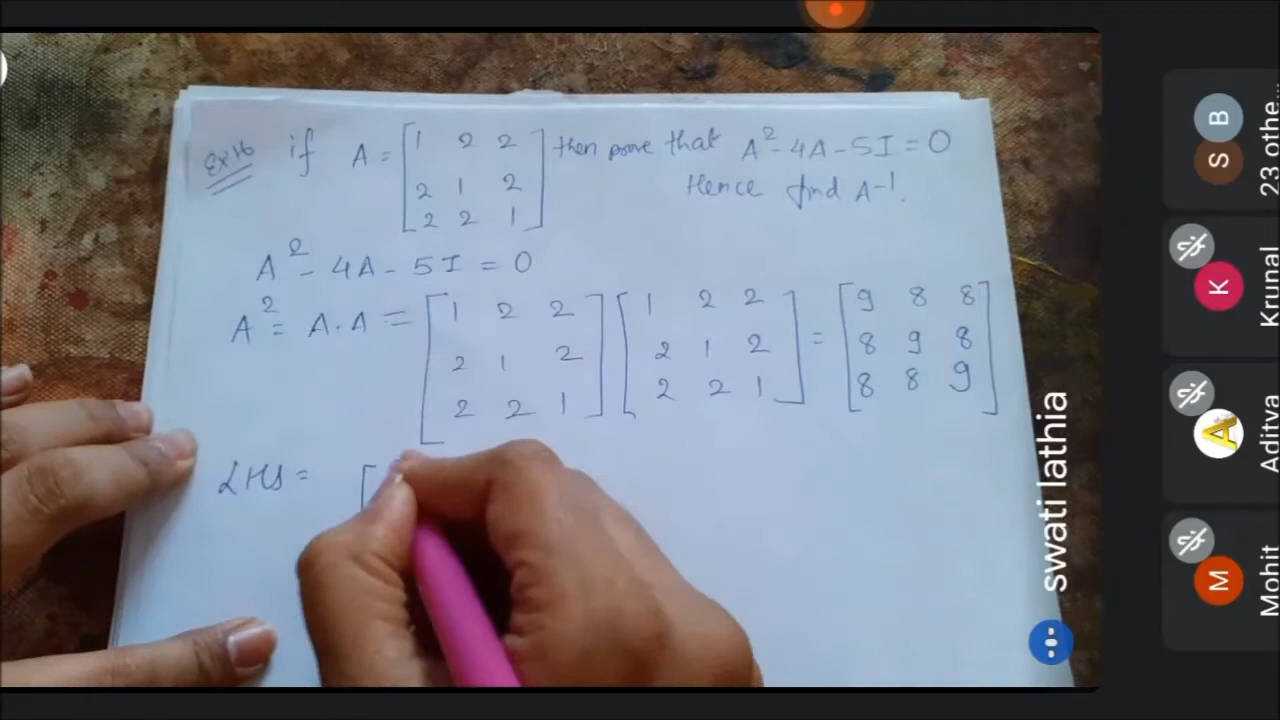 Ex 16 if A = [1 2 2 then prove that A² - 4A - 5I = 0
2 1 2 Hence find A-1.
2 2 1]
A² - 4A - 5I = 0
A² = A.A = [1 2 2 [1 2 2 = [9 8 8
2 1 2 2 1 2 8 9 8
2 2 1] 2 2 1] 8 8 9]
LHS = [
swati lathia
S B
23 othe...
K
Krunal
A
Aditya
M
Mohit